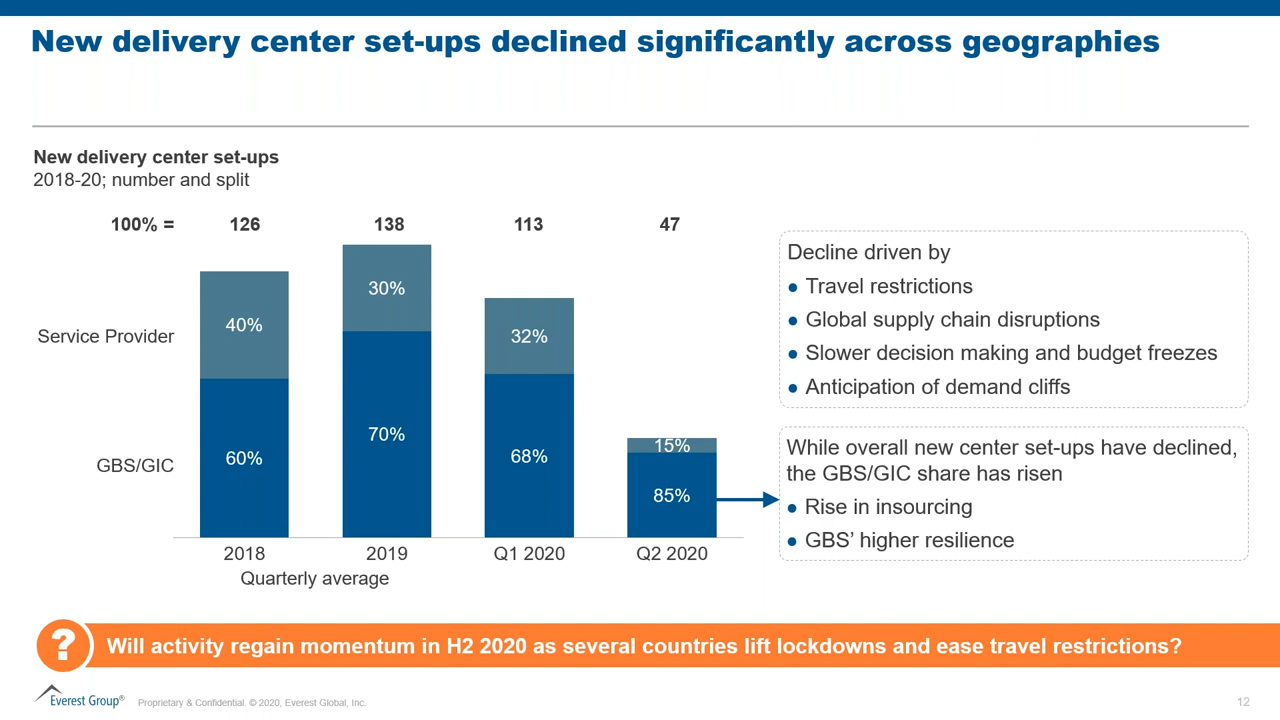 New delivery center set-ups declined significantly across geographies
New delivery center set-ups
2018-20; number and split
100% = 126 138 113 47
Service Provider 40% 30% 32% 15%
GBS/GIC 60% 70% 68% 85%
2018 2019 Q1 2020 Q2 2020
Quarterly average
Decline driven by
● Travel restrictions
● Global supply chain disruptions
● Slower decision making and budget freezes
● Anticipation of demand cliffs
While overall new center set-ups have declined,
the GBS/GIC share has risen
● Rise in insourcing
● GBS’ higher resilience
? Will activity regain momentum in H2 2020 as several countries lift lockdowns and ease travel restrictions?
Everest Group® Proprietary & Confidential. © 2020, Everest Global, Inc. 12